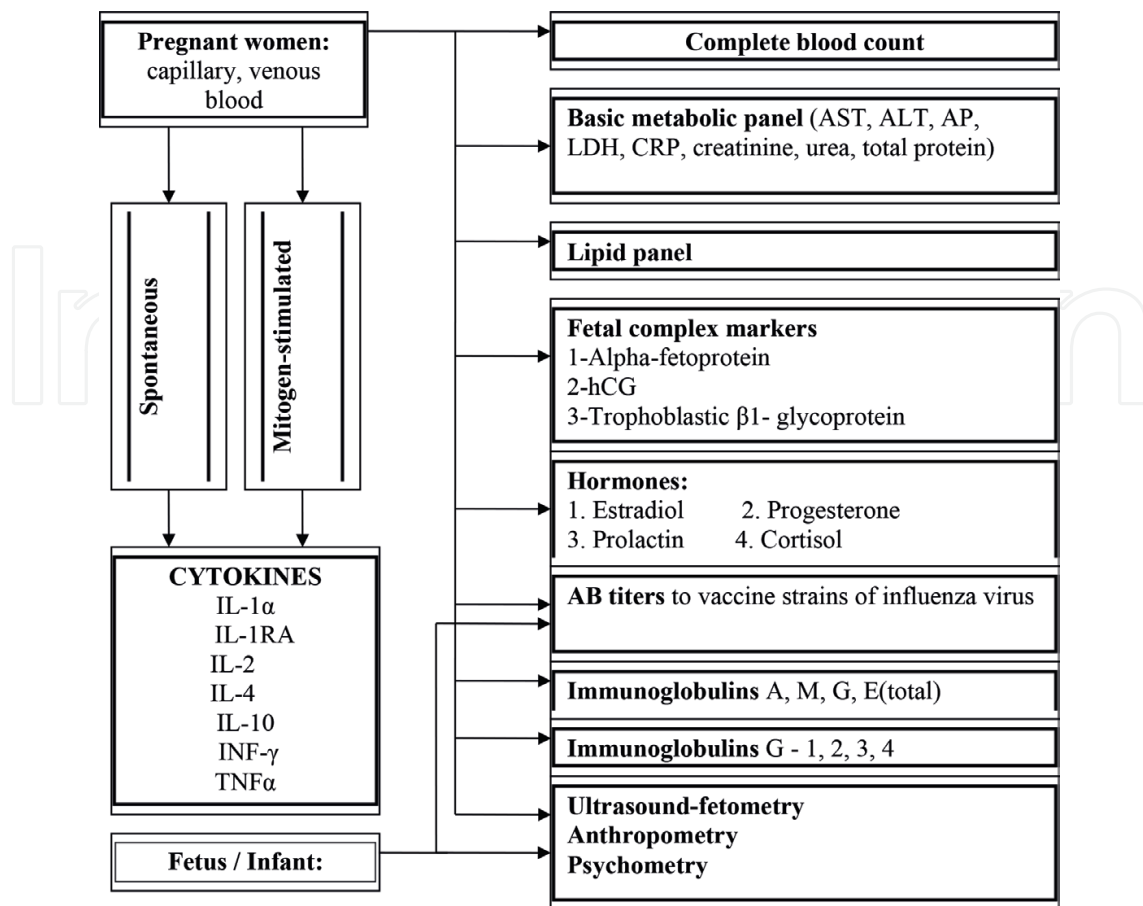 Pregnant women:
capillary, venous
blood
Spontaneous
Mitogen-stimulated
CYTOKINES
IL-1α
IL-1RA
IL-2
IL-4
IL-10
INF-γ
TNFα
Fetus / Infant:
Complete blood count
Basic metabolic panel (AST, ALT, AP,
LDH, CRP, creatinine, urea, total protein)
Lipid panel
Fetal complex markers
1-Alpha-fetoprotein
2-hCG
3-Trophoblastic β1- glycoprotein
Hormones:
1. Estradiol 2. Progesterone
3. Prolactin 4. Cortisol
AB titers to vaccine strains of influenza virus
Immunoglobulins A, M, G, E(total)
Immunoglobulins G - 1, 2, 3, 4
Ultrasound-fetometry
Anthropometry
Psychometry